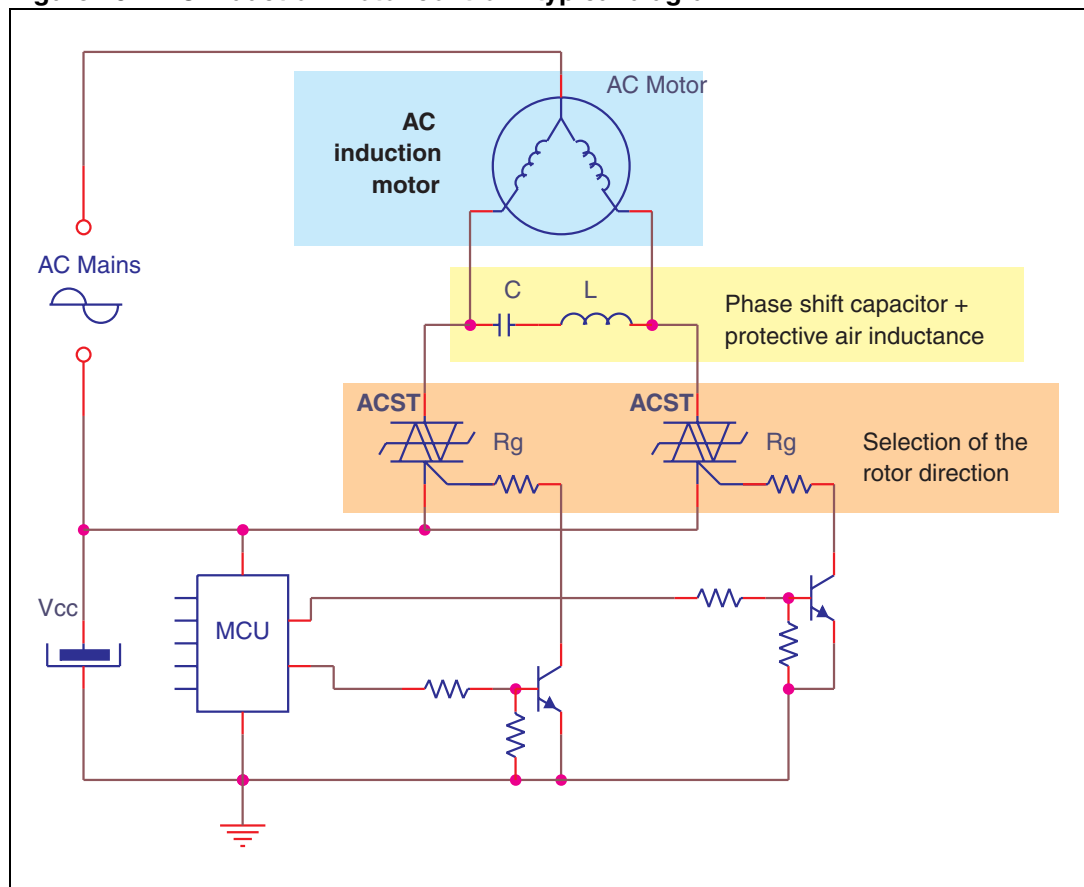 AC Motor
AC
induction
motor
AC Mains
C
L
Phase shift capacitor +
protective air inductance
ACST
ACST
Rg
Rg
Selection of the
rotor direction
Vcc
MCU